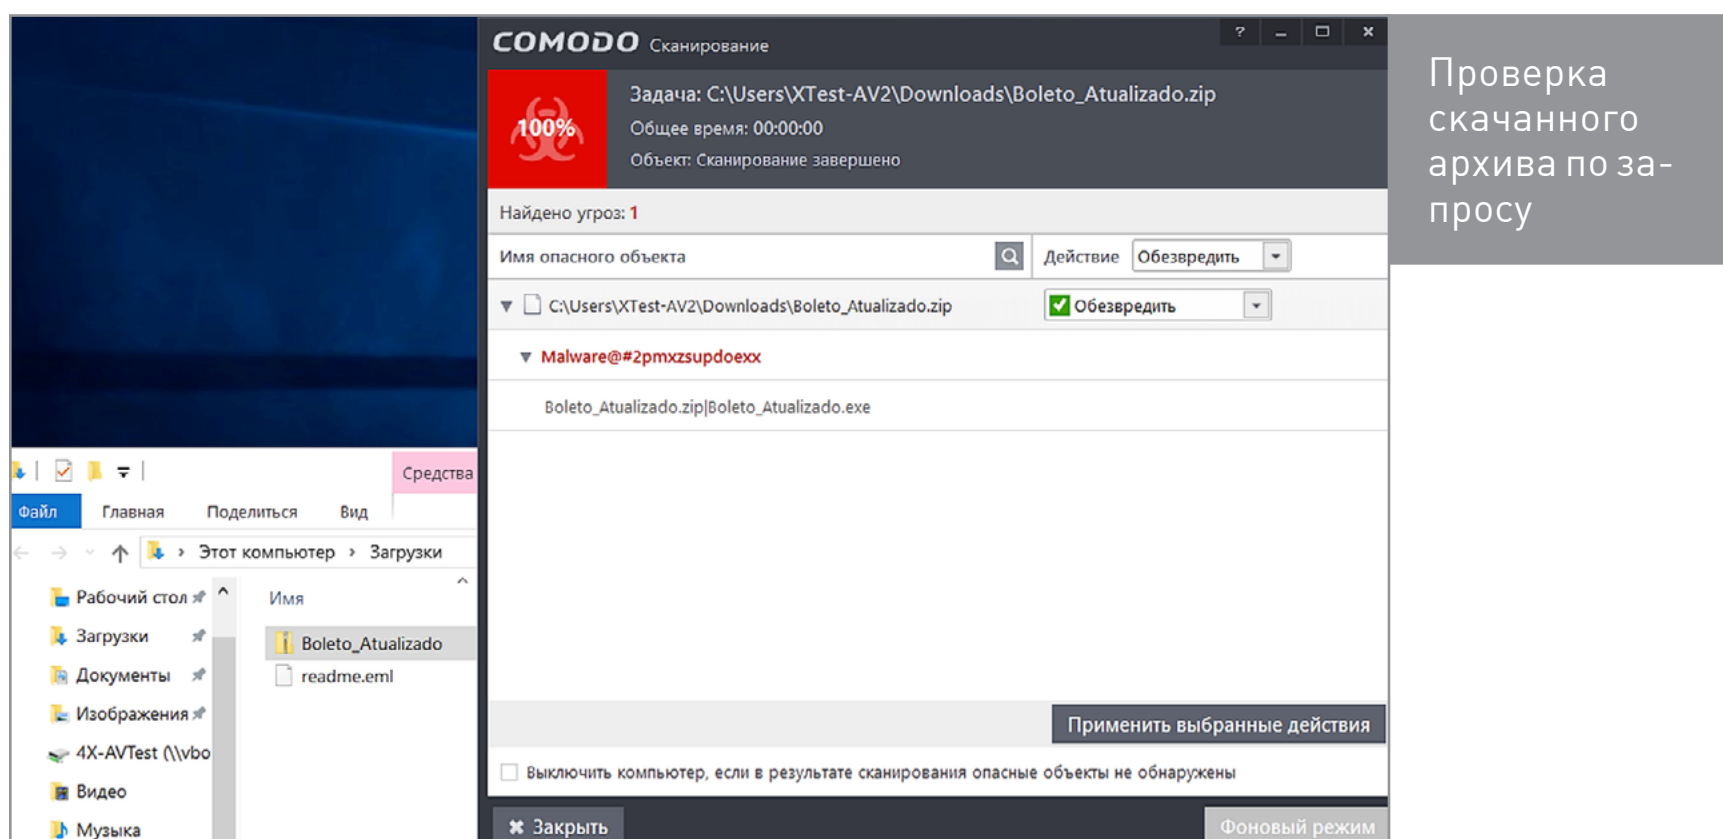 COMODO Сканирование
Задача: C:\Users\XTest-AV2\Downloads\Boleto_Atualizado.zip
100%
Общее время: 00:00:00
Объект: Сканирование завершено
Найдено угроз: 1
Имя опасного объекта
Действие Обезвредить
C:\Users\XTest-AV2\Downloads\Boleto_Atualizado.zip
Обезвредить
Malware@#2pmxzsupdoexx
Boleto_Atualizado.zip|Boleto_Atualizado.exe
Применить выбранные действия
Выключить компьютер, если в результате сканирования опасные объекты не обнаружены
Закрыть
Фоновый режим
Средства
Файл Главная Поделиться Вид
Этот компьютер › Загрузки
Рабочий стол
Загрузки
Документы
Изображения
4X-AVTest (\\vbo
Видео
Музыка
Имя
Boleto_Atualizado
readme.eml
Проверка
скачанного
архива по за-
просу